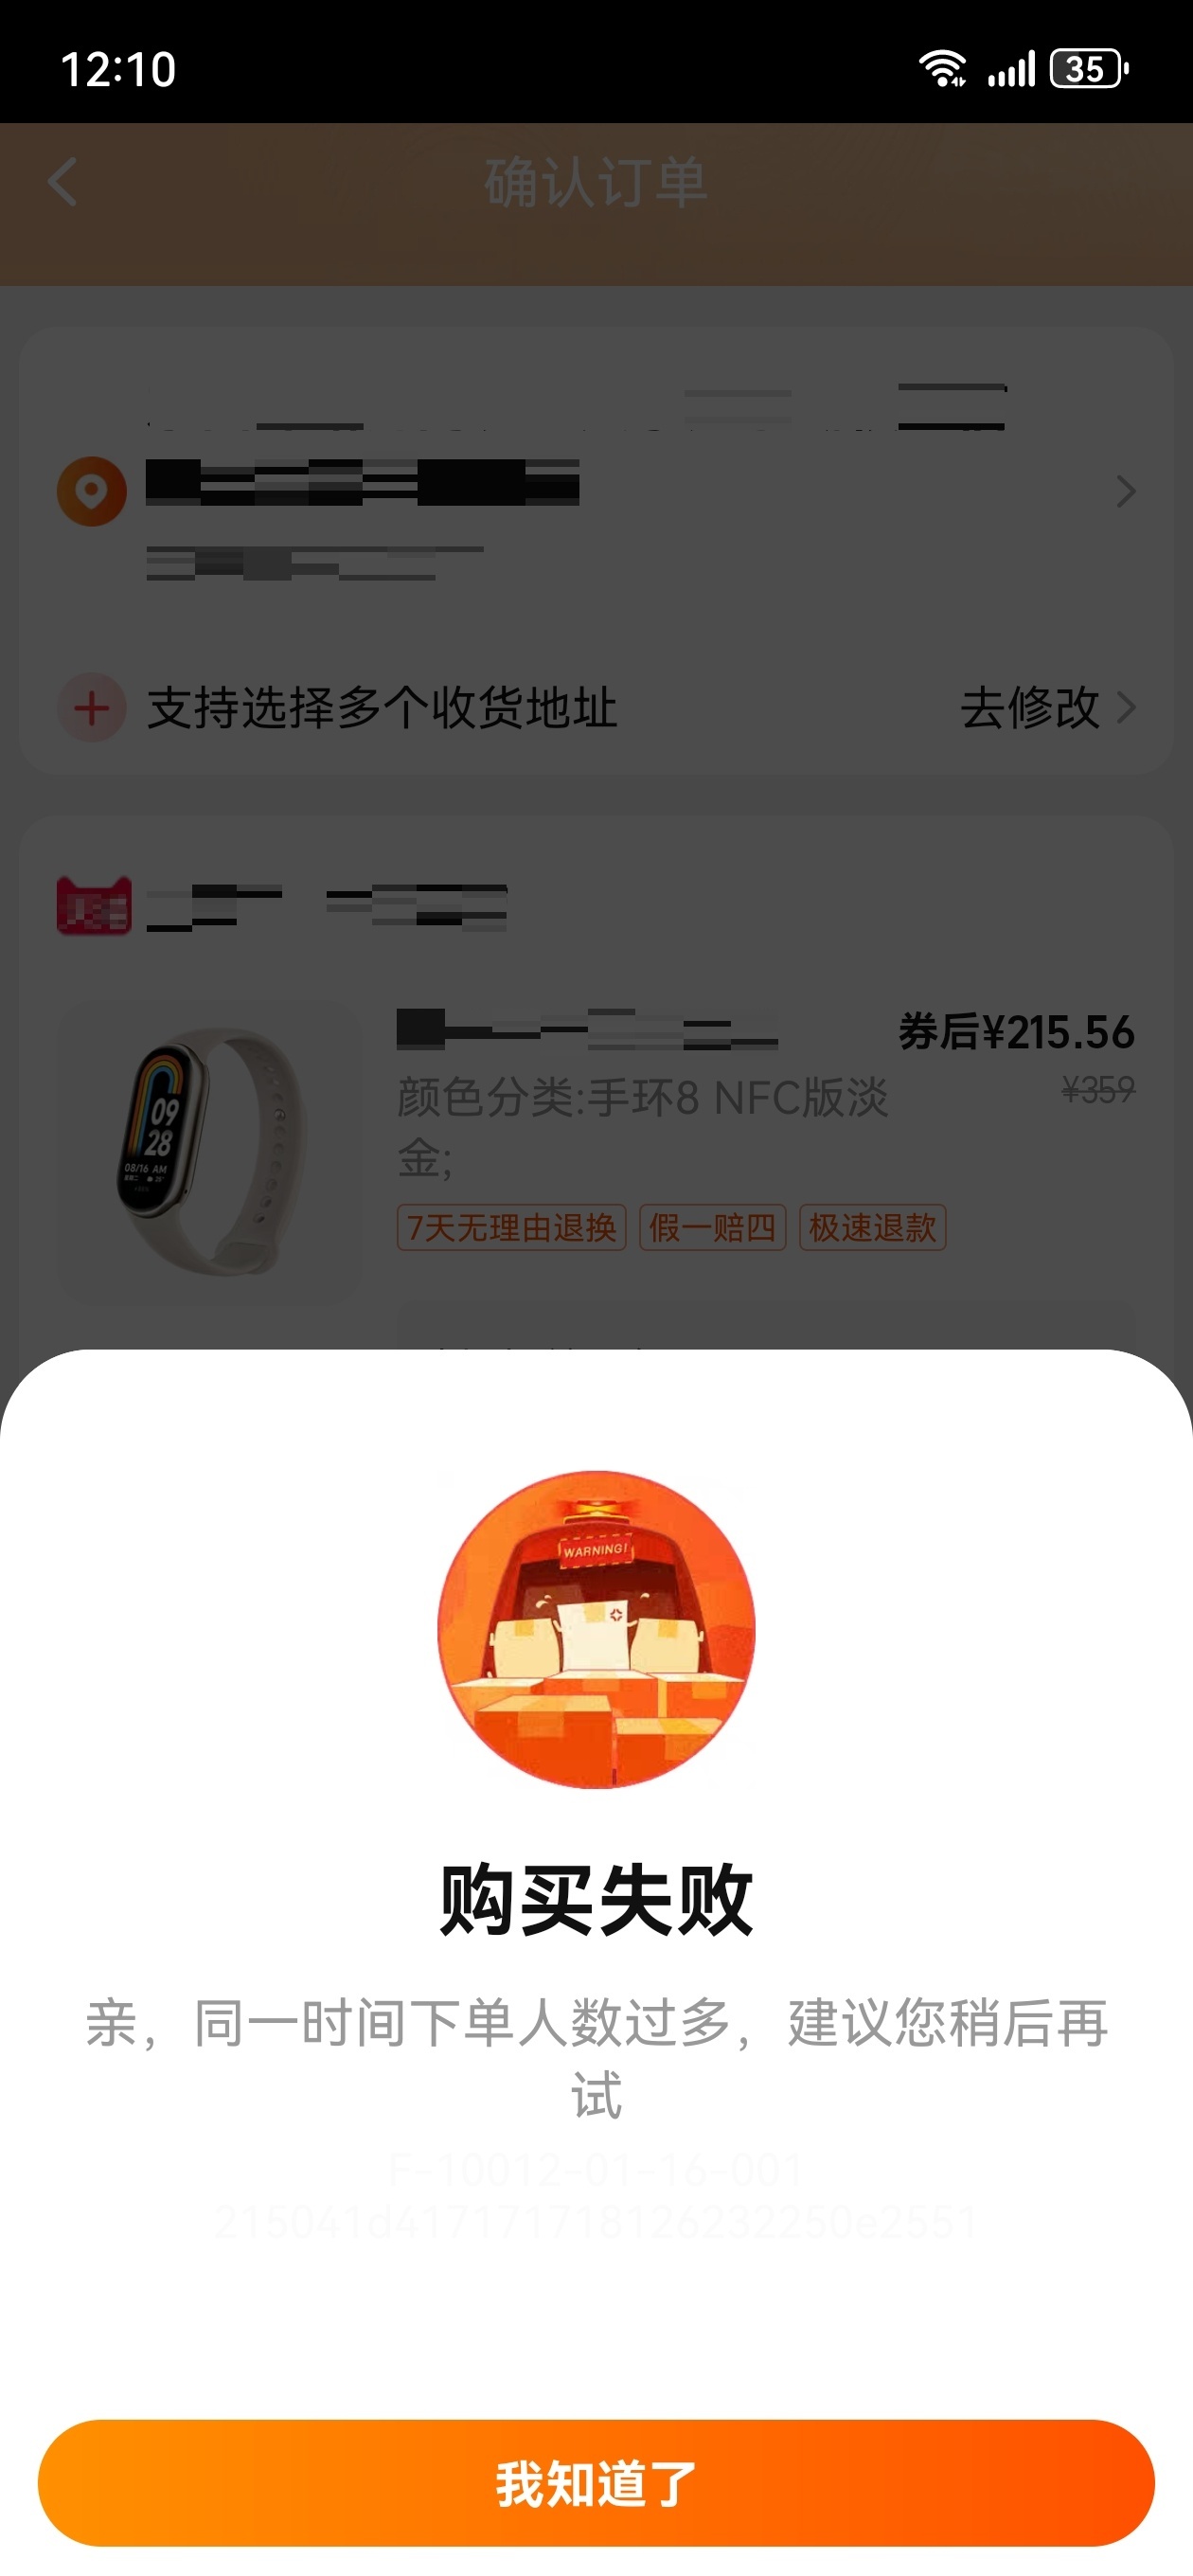 12:10
35
确认订单
支持选择多个收货地址
去修改
券后¥215.56
¥359
颜色分类:手环8 NFC版淡
金;
7天无理由退换
假一赔四
极速退款
09
28
08/16 AM
WARNING!
购买失败
亲，同一时间下单人数过多，建议您稍后再
试
F-10012-01-16-001
215041d417171718126232250e2551
我知道了